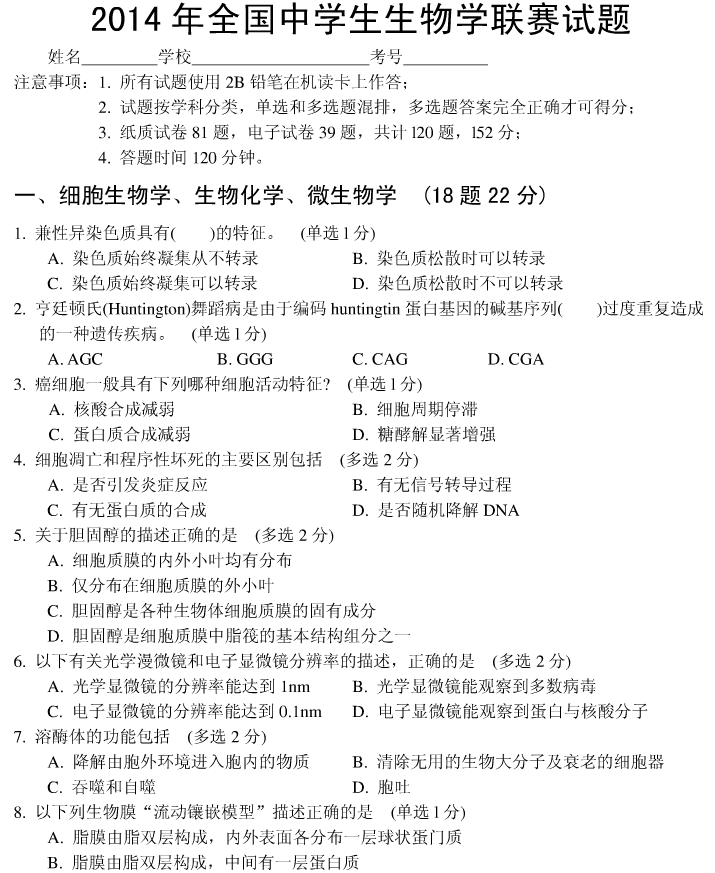 2014 年全国中学生生物学联赛试题
姓名_________学校_____________________考号__________
注意事项：1. 所有试题使用 2B 铅笔在机读卡上作答；
2. 试题按学科分类，单选和多选题混排，多选题答案完全正确才可得分；
3. 纸质试卷 81 题，电子试卷 39 题，共计 l20 题，l52 分；
4. 答题时间 120 分钟。
一、细胞生物学、生物化学、微生物学 (18 题 22 分)
1. 兼性异染色质具有( )的特征。 (单选 l 分)
A. 染色质始终凝集从不转录 B. 染色质松散时可以转录
C. 染色质始终凝集可以转录 D. 染色质松散时不可以转录
2. 亨廷顿氏(Huntington)舞蹈病是由于编码 huntingtin 蛋白基因的碱基序列( )过度重复造成
的一种遗传疾病。 (单选 1 分)
A. AGC B. GGG C. CAG D. CGA
3. 癌细胞一般具有下列哪种细胞活动特征? (单选 l 分)
A. 核酸合成减弱 B. 细胞周期停滞
C. 蛋白质合成减弱 D. 糖酵解显著增强
4. 细胞凋亡和程序性坏死的主要区别包括 (多选 2 分)
A. 是否引发炎症反应 B. 有无信号转导过程
C. 有无蛋白质的合成 D. 是否随机降解 DNA
5. 关于胆固醇的描述正确的是 (多选 2 分)
A. 细胞质膜的内外小叶均有分布
B. 仅分布在细胞质膜的外小叶
C. 胆固醇是各种生物体细胞质膜的固有成分
D. 胆固醇是细胞质膜中脂筏的基本结构组分之一
6. 以下有关光学漫微镜和电子显微镜分辨率的描述，正确的是 (多选 2 分)
A. 光学显微镜的分辨率能达到 1nm B. 光学显微镜能观察到多数病毒
C. 电子显微镜的分辨率能达到 0.1nm D. 电子显微镜能观察到蛋白与核酸分子
7. 溶酶体的功能包括 (多选 2 分)
A. 降解由胞外环境进入胞内的物质 B. 清除无用的生物大分子及衰老的细胞器
C. 吞噬和自噬 D. 胞吐
8. 以下列生物膜“流动镶嵌模型”描述正确的是 (单选 1 分)
A. 脂膜由脂双层构成，内外表面各分布一层球状蛋门质
B. 脂膜由脂双层构成，中间有一层蛋白质